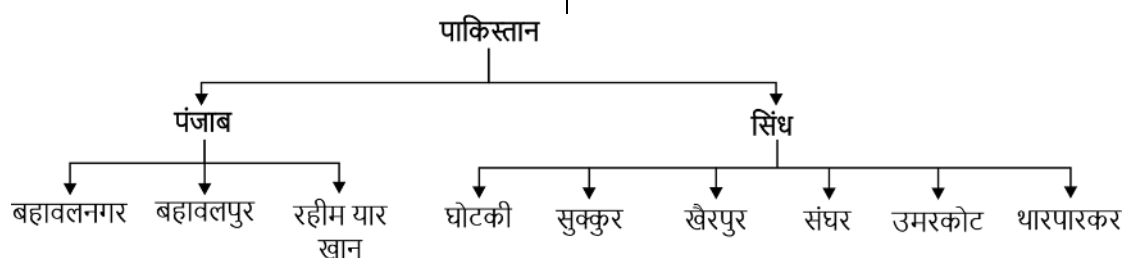 पाकिस्तान
पंजाब
सिंध
बहावलनगर
बहावलपुर
रहीम यार
खान
घोटकी
सुक्कुर
खैरपुर
संघर
उमरकोट
थारपारकर